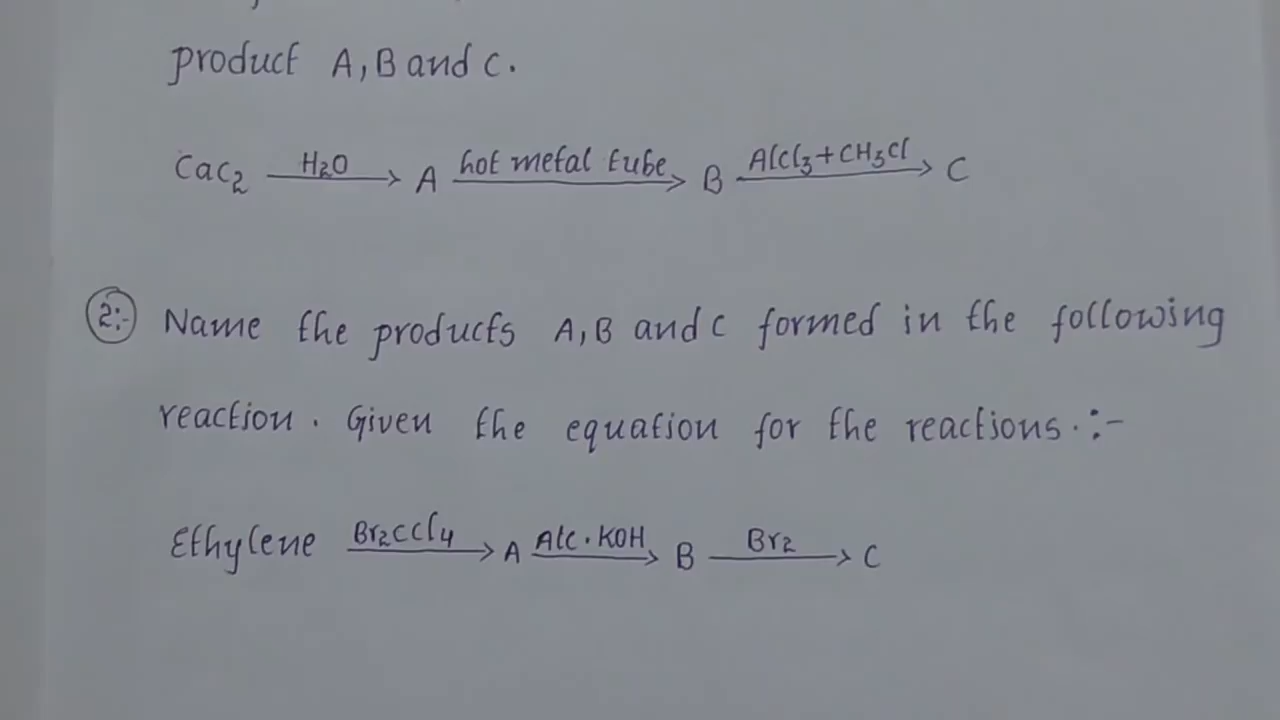 product A, B and C.
CaC2 H2O A hot metal tube B AlCl3+CH3Cl C
2:- Name the products A, B and C formed in the following
reaction. Given the equation for the reactions. :-
Ethylene Br2CCl4 A Alc. KOH B Br2 C